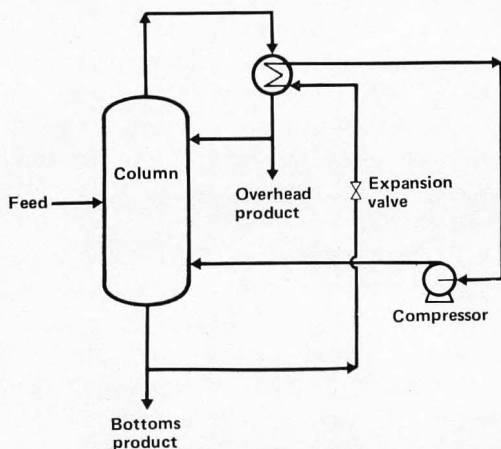 Column
Feed
Overhead
product
Expansion
valve
Compressor
Bottoms
product